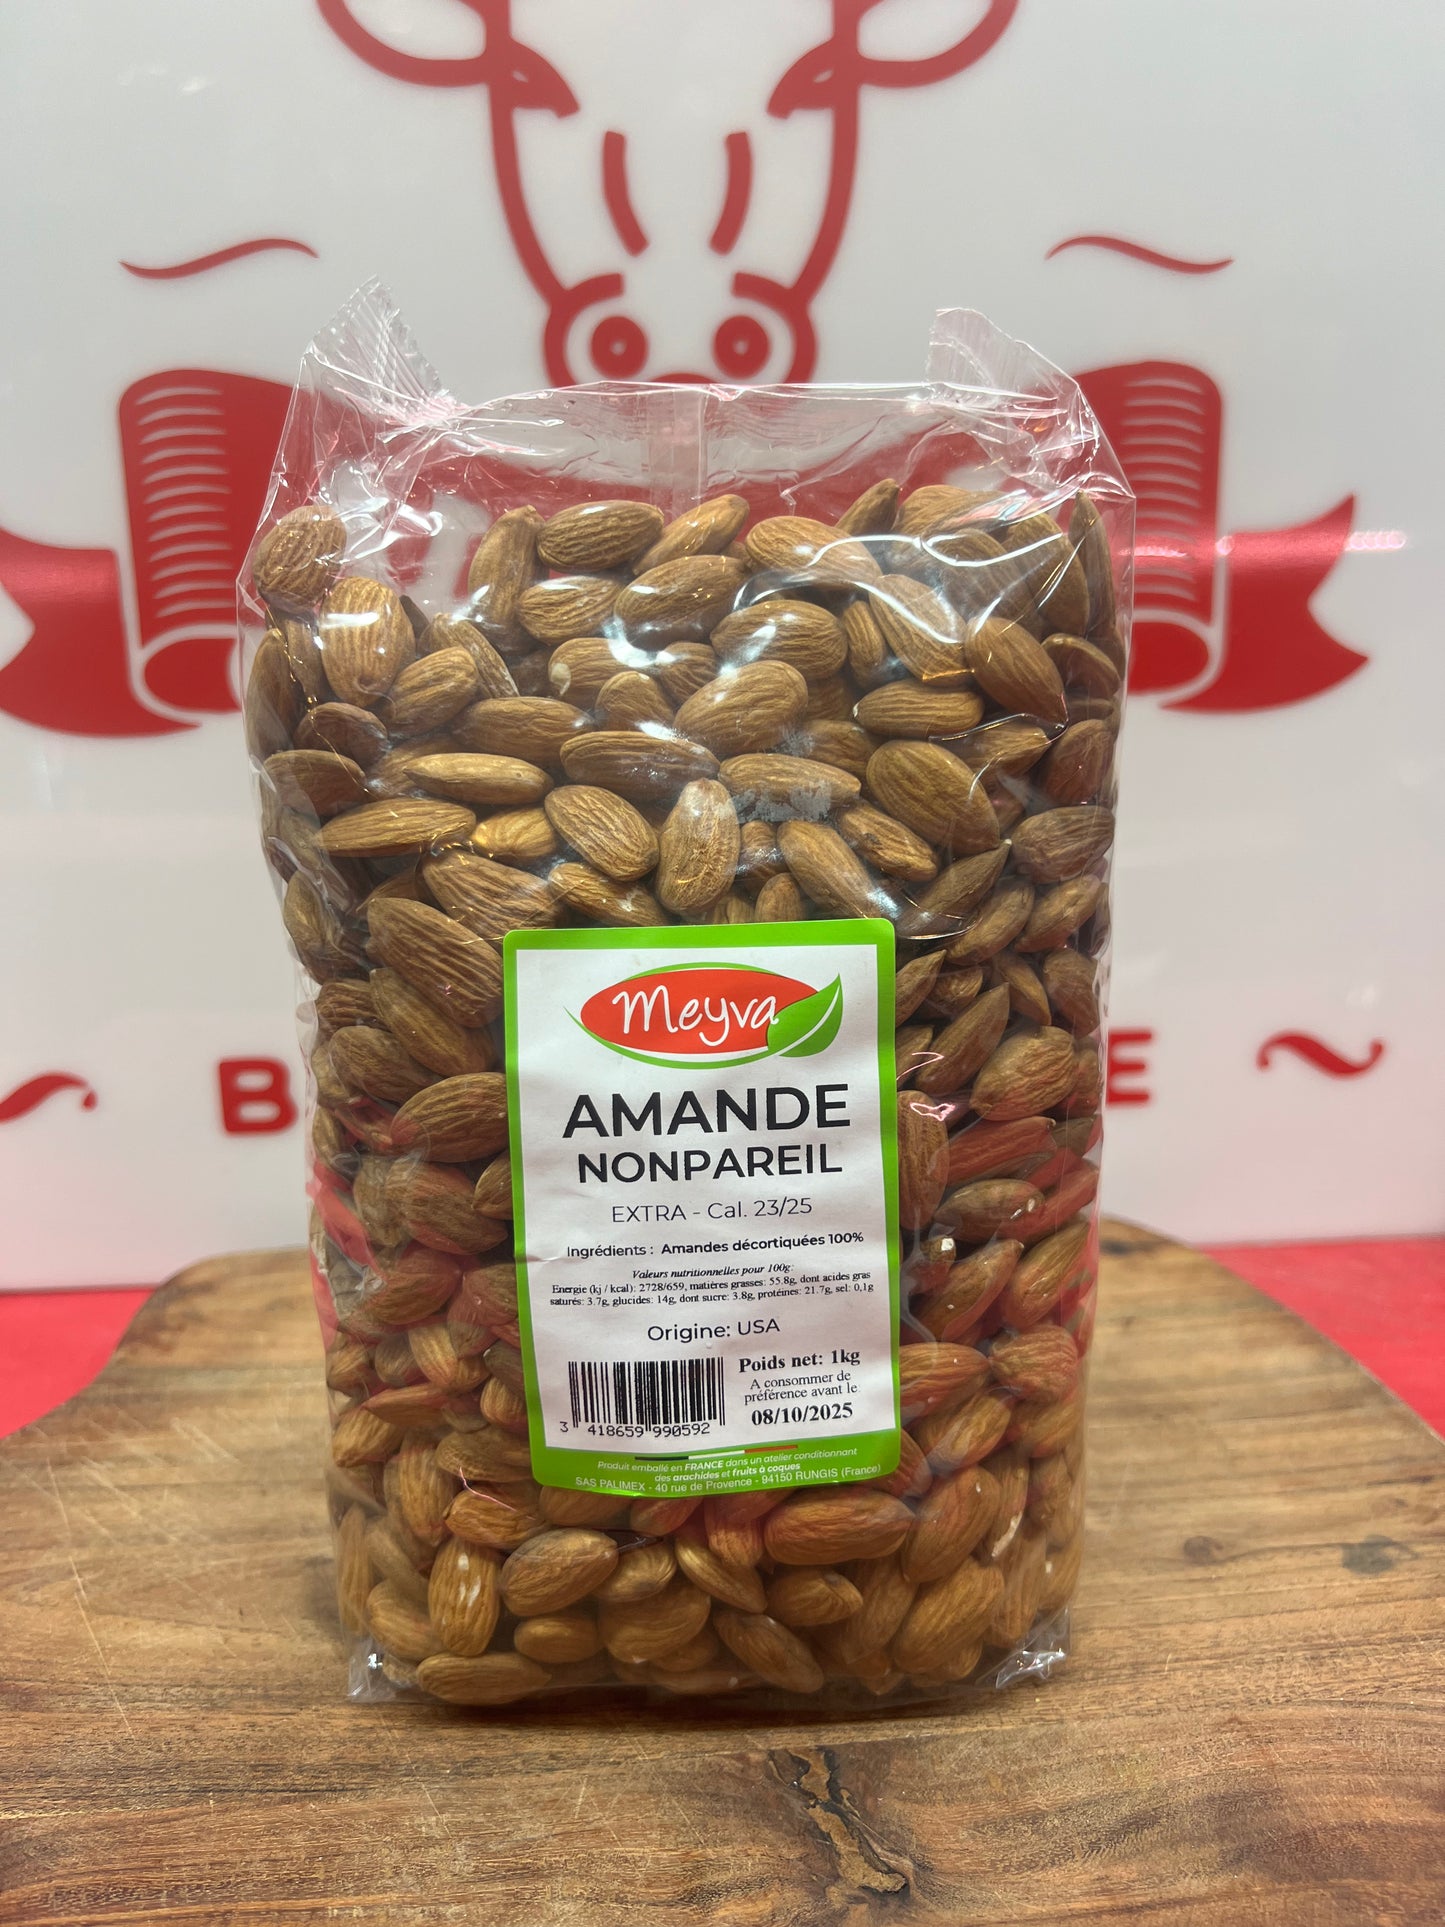 Meyva
AMANDE
NONPAREIL
EXTRA - Cal. 23/25
Ingrédients : Amandes décortiquées 100%
Valeurs nutritionnelles pour 100g:
Energie (kj / kcal): 2728/659, matières grasses: 55.8g, dont acides gras
saturés: 3.7g, glucides: 14g, dont sucre: 3.8g, protéines: 21.7g, sel: 0,1g
Origine: USA
Poids net: 1kg
A consommer de
préférence avant le
08/10/2025
3 418659 990592
Produit emballé en FRANCE dans un atelier conditionnant
des arachides et fruits à coques
SAS PALIMEX - 40 rue de Provence - 94150 RUNGIS (France)
B
E